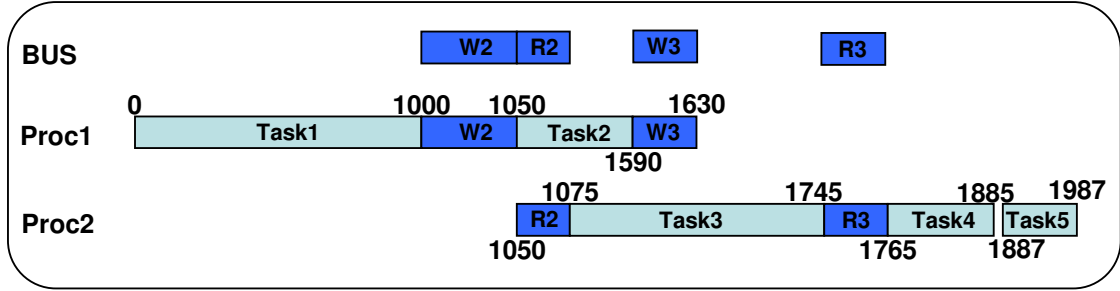 BUS W2 R2 W3 R3
0 1000 1050 1630
Proc1 Task1 W2 Task2 W3
1590
1075 1745 1885 1987
Proc2 R2 Task3 R3 Task4 Task5
1050 1765 1887